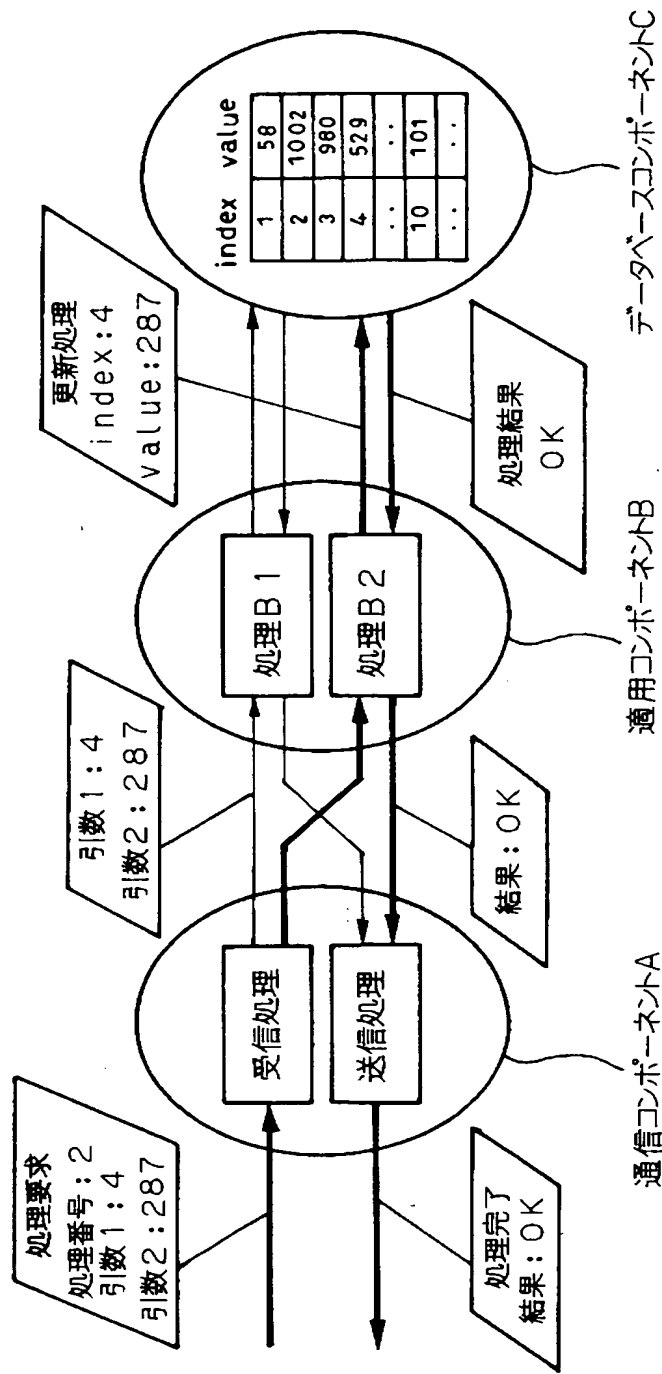 処理要求
処理番号:2
引数1:4
引数2:287
引数1:4
引数2:287
更新処理
index:4
value:287
受信処理
送信処理
処理B1
処理B2
index value
1 58
2 1002
3 980
4 529
.. ..
10 101
.. ..
処理完了
結果:OK
結果:OK
処理結果
OK
通信コンポーネントA
適用コンポーネントB
データベースコンポーネントC